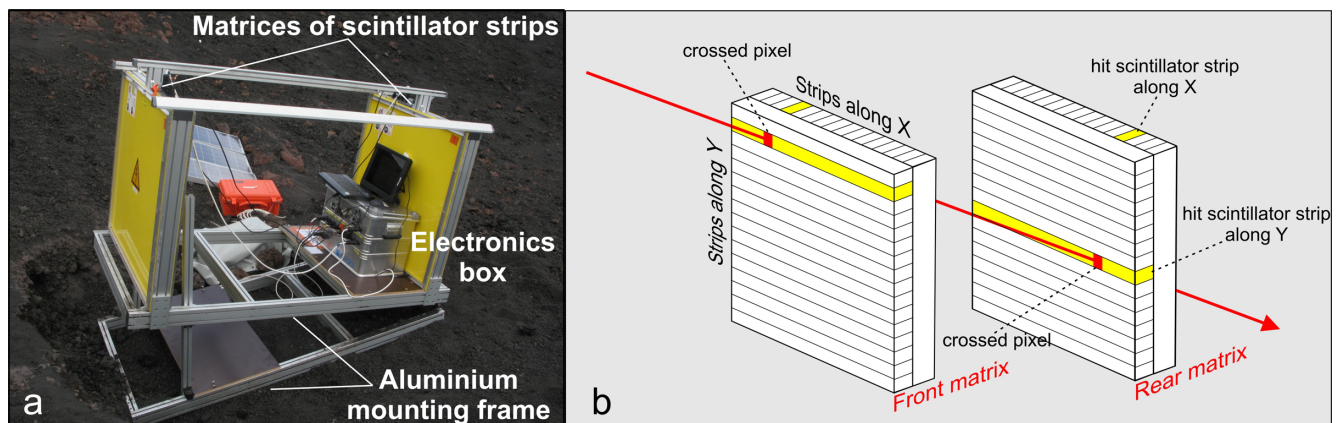 Matrices of scintillator strips
Electronics
box
Aluminium
mounting frame
a
crossed pixel
Strips along X
Strips along Y
hit scintillator strip
along X
hit scintillator strip
along Y
crossed pixel
Front matrix
Rear matrix
b